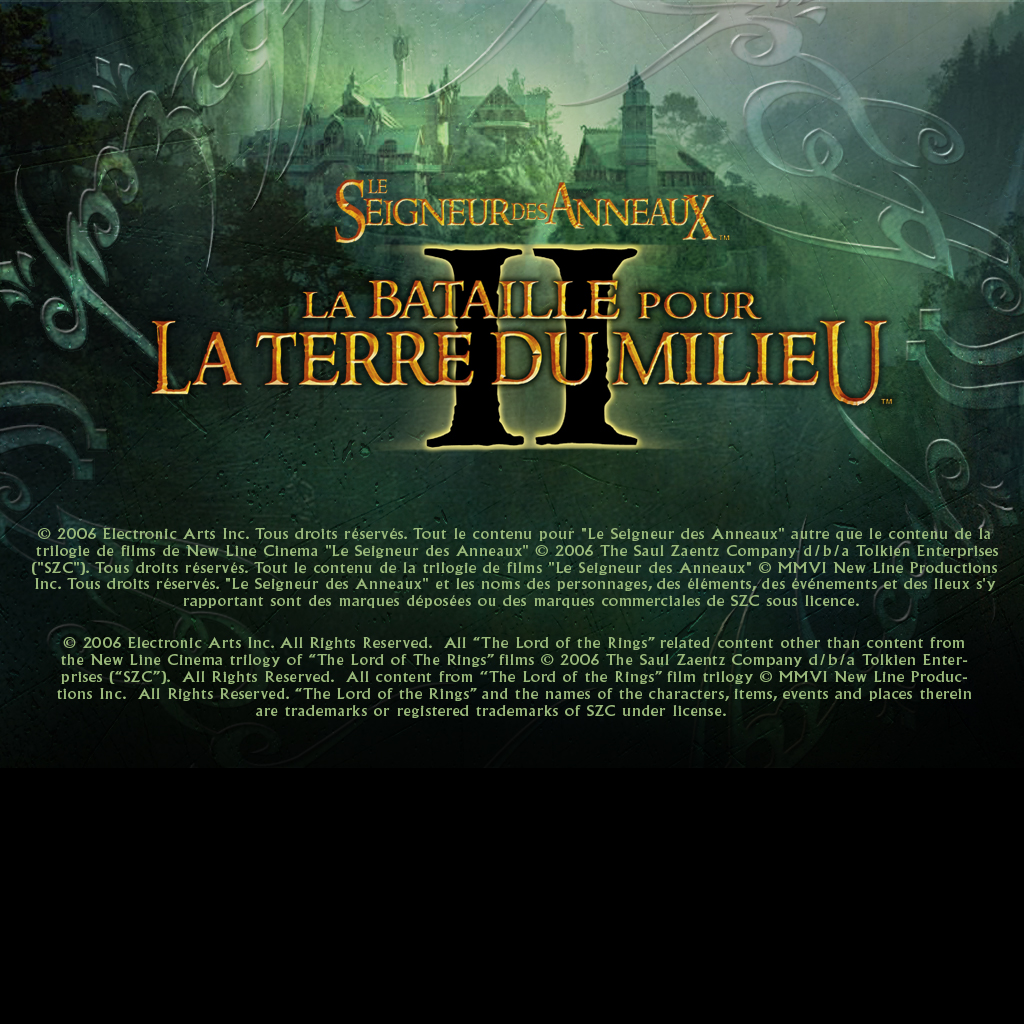 LE
SEIGNEUR DES ANNEAUX™
II
LA BATAILLE POUR
LA TERRE DU MILIEU™
© 2006 Electronic Arts Inc. Tous droits réservés. Tout le contenu pour "Le Seigneur des Anneaux" autre que le contenu de la
trilogie de films de New Line Cinema "Le Seigneur des Anneaux" © 2006 The Saul Zaentz Company d/b/a Tolkien Enterprises
("SZC"). Tous droits réservés. Tout le contenu de la trilogie de films "Le Seigneur des Anneaux" © MMVI New Line Productions
Inc. Tous droits réservés. "Le Seigneur des Anneaux" et les noms des personnages, des éléments, des événements et des lieux s'y
rapportant sont des marques déposées ou des marques commerciales de SZC sous licence.
© 2006 Electronic Arts Inc. All Rights Reserved.  All “The Lord of the Rings” related content other than content from
the New Line Cinema trilogy of “The Lord of The Rings” films © 2006 The Saul Zaentz Company d/b/a Tolkien Enter-
prises (“SZC”).  All Rights Reserved.  All content from “The Lord of the Rings” film trilogy © MMVI New Line Produc-
tions Inc.  All Rights Reserved. “The Lord of the Rings” and the names of the characters, items, events and places therein
are trademarks or registered trademarks of SZC under license.